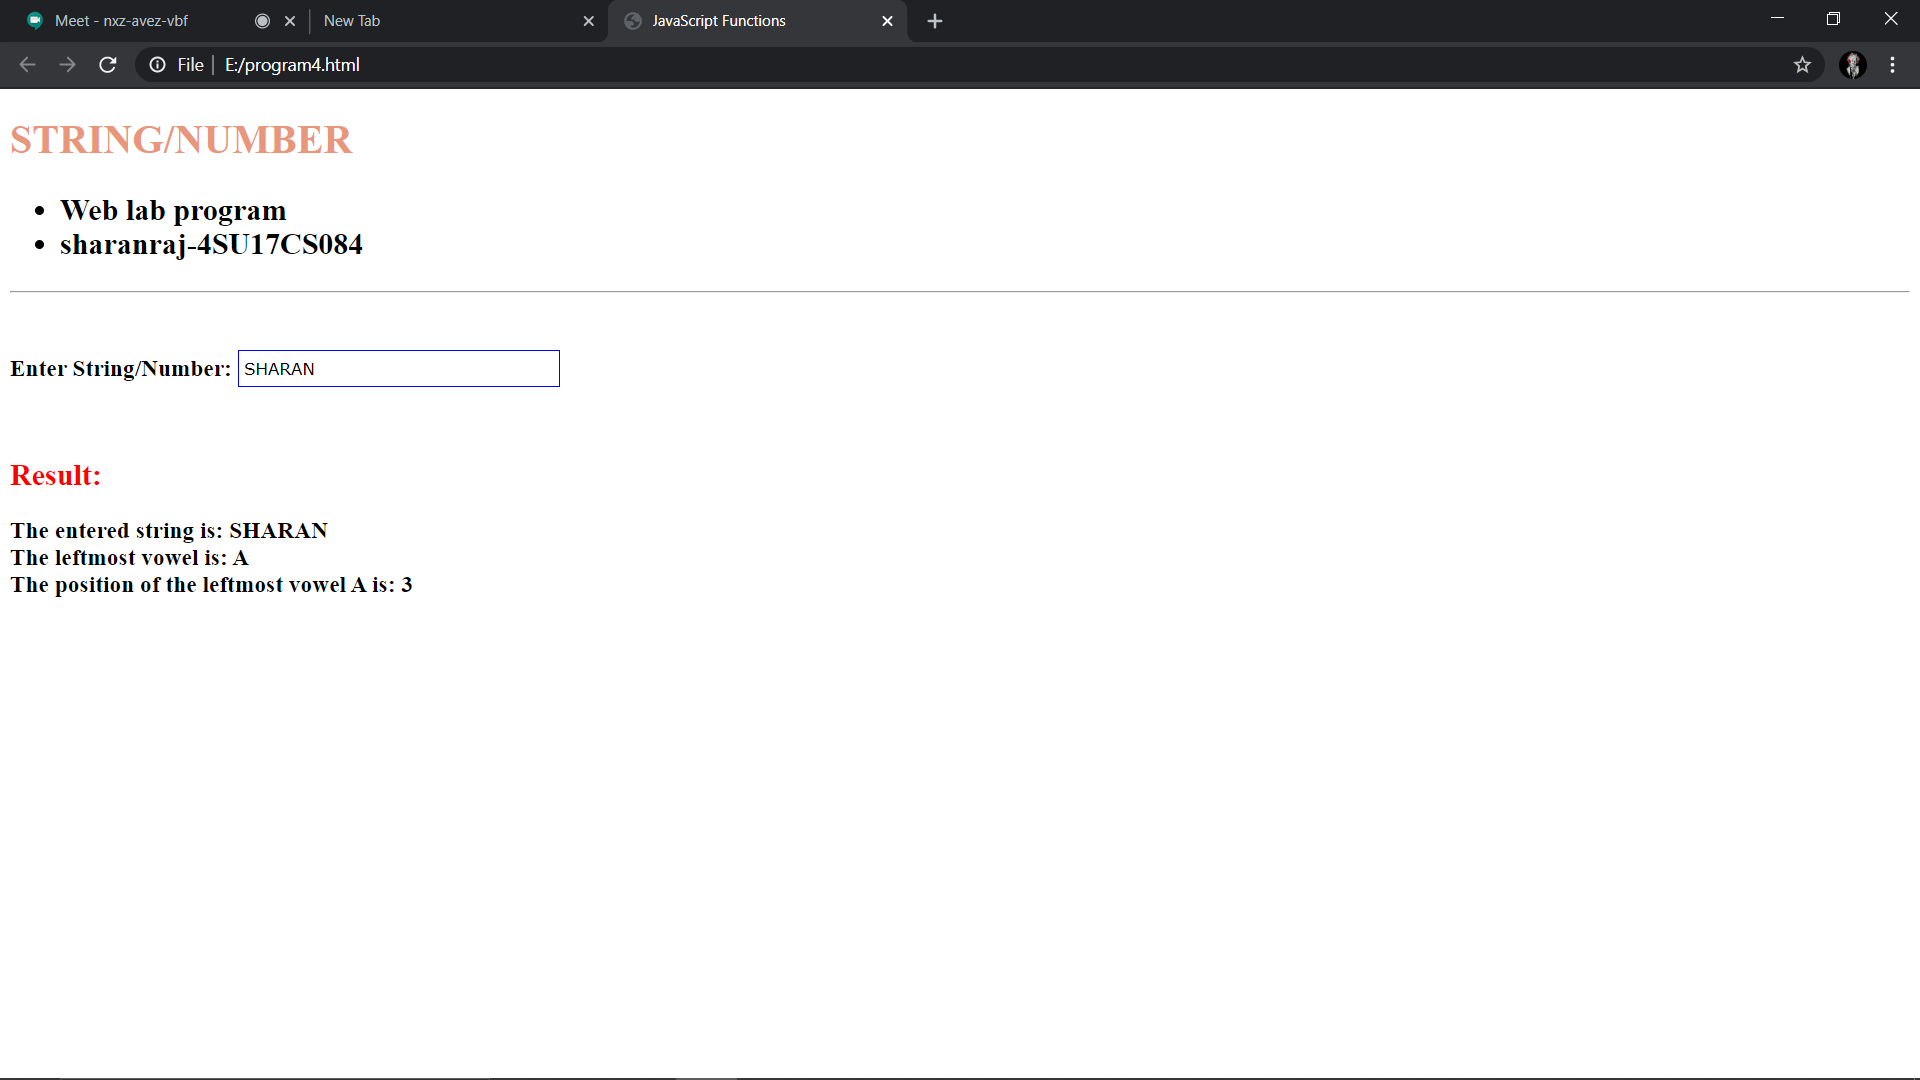 Meet - nxz-avez-vbf
New Tab
JavaScript Functions
File | E:/program4.html
STRING/NUMBER
• Web lab program
• sharanraj-4SU17CS084
Enter String/Number: SHARAN
Result:
The entered string is: SHARAN
The leftmost vowel is: A
The position of the leftmost vowel A is: 3